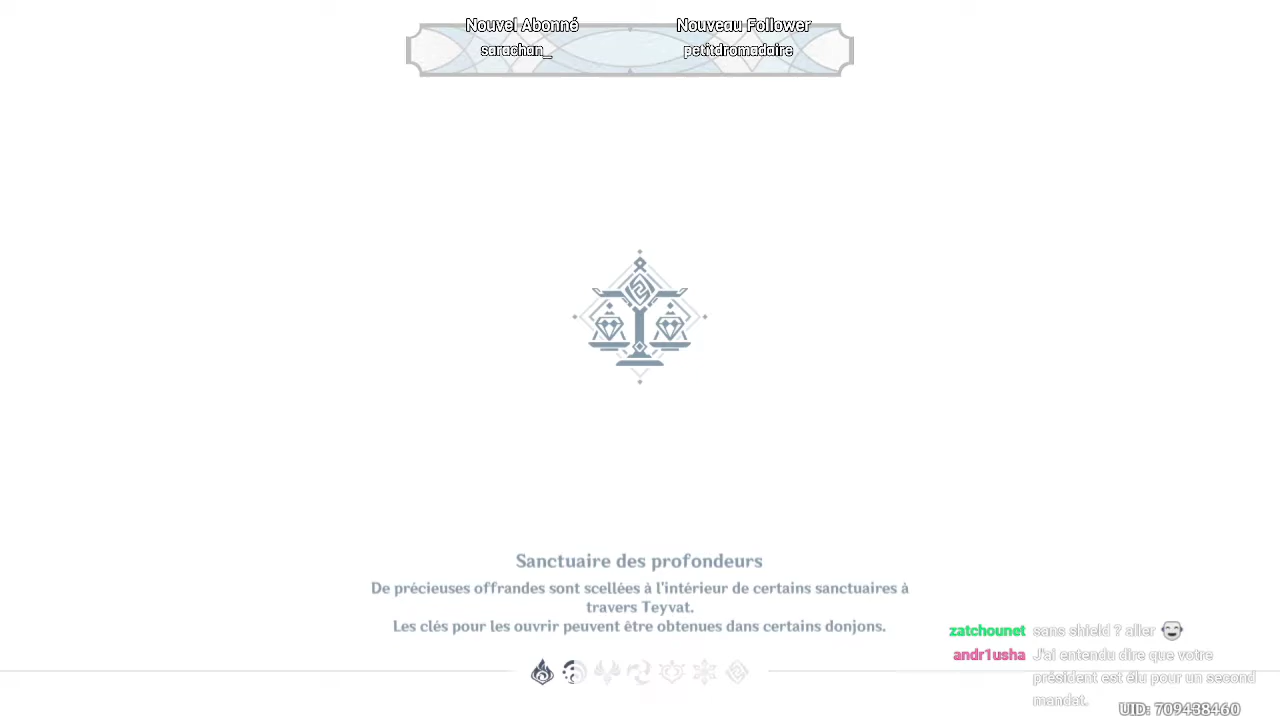 Nouvel Abonné
Nouveau Follower
sarachan_
petitdromadaire
Sanctuaire des profondeurs
De précieuses offrandes sont scellées à l'intérieur de certains sanctuaires à
travers Teyvat.
Les clés pour les ouvrir peuvent être obtenues dans certains donjons.
zatchounet sans shield ? aller
andr1usha J'ai entendu dire que votre
président est élu pour un second
mandat.
UID: 709438460